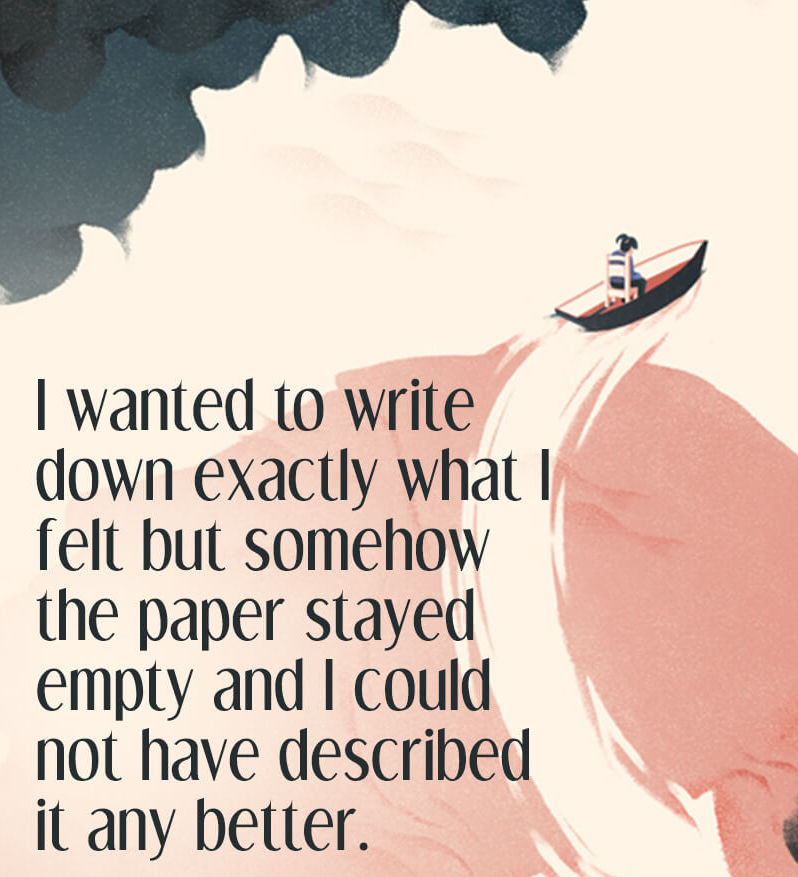 I wanted to write
down exactly what I
felt but somehow
the paper stayed
empty and I could
not have described
it any better.